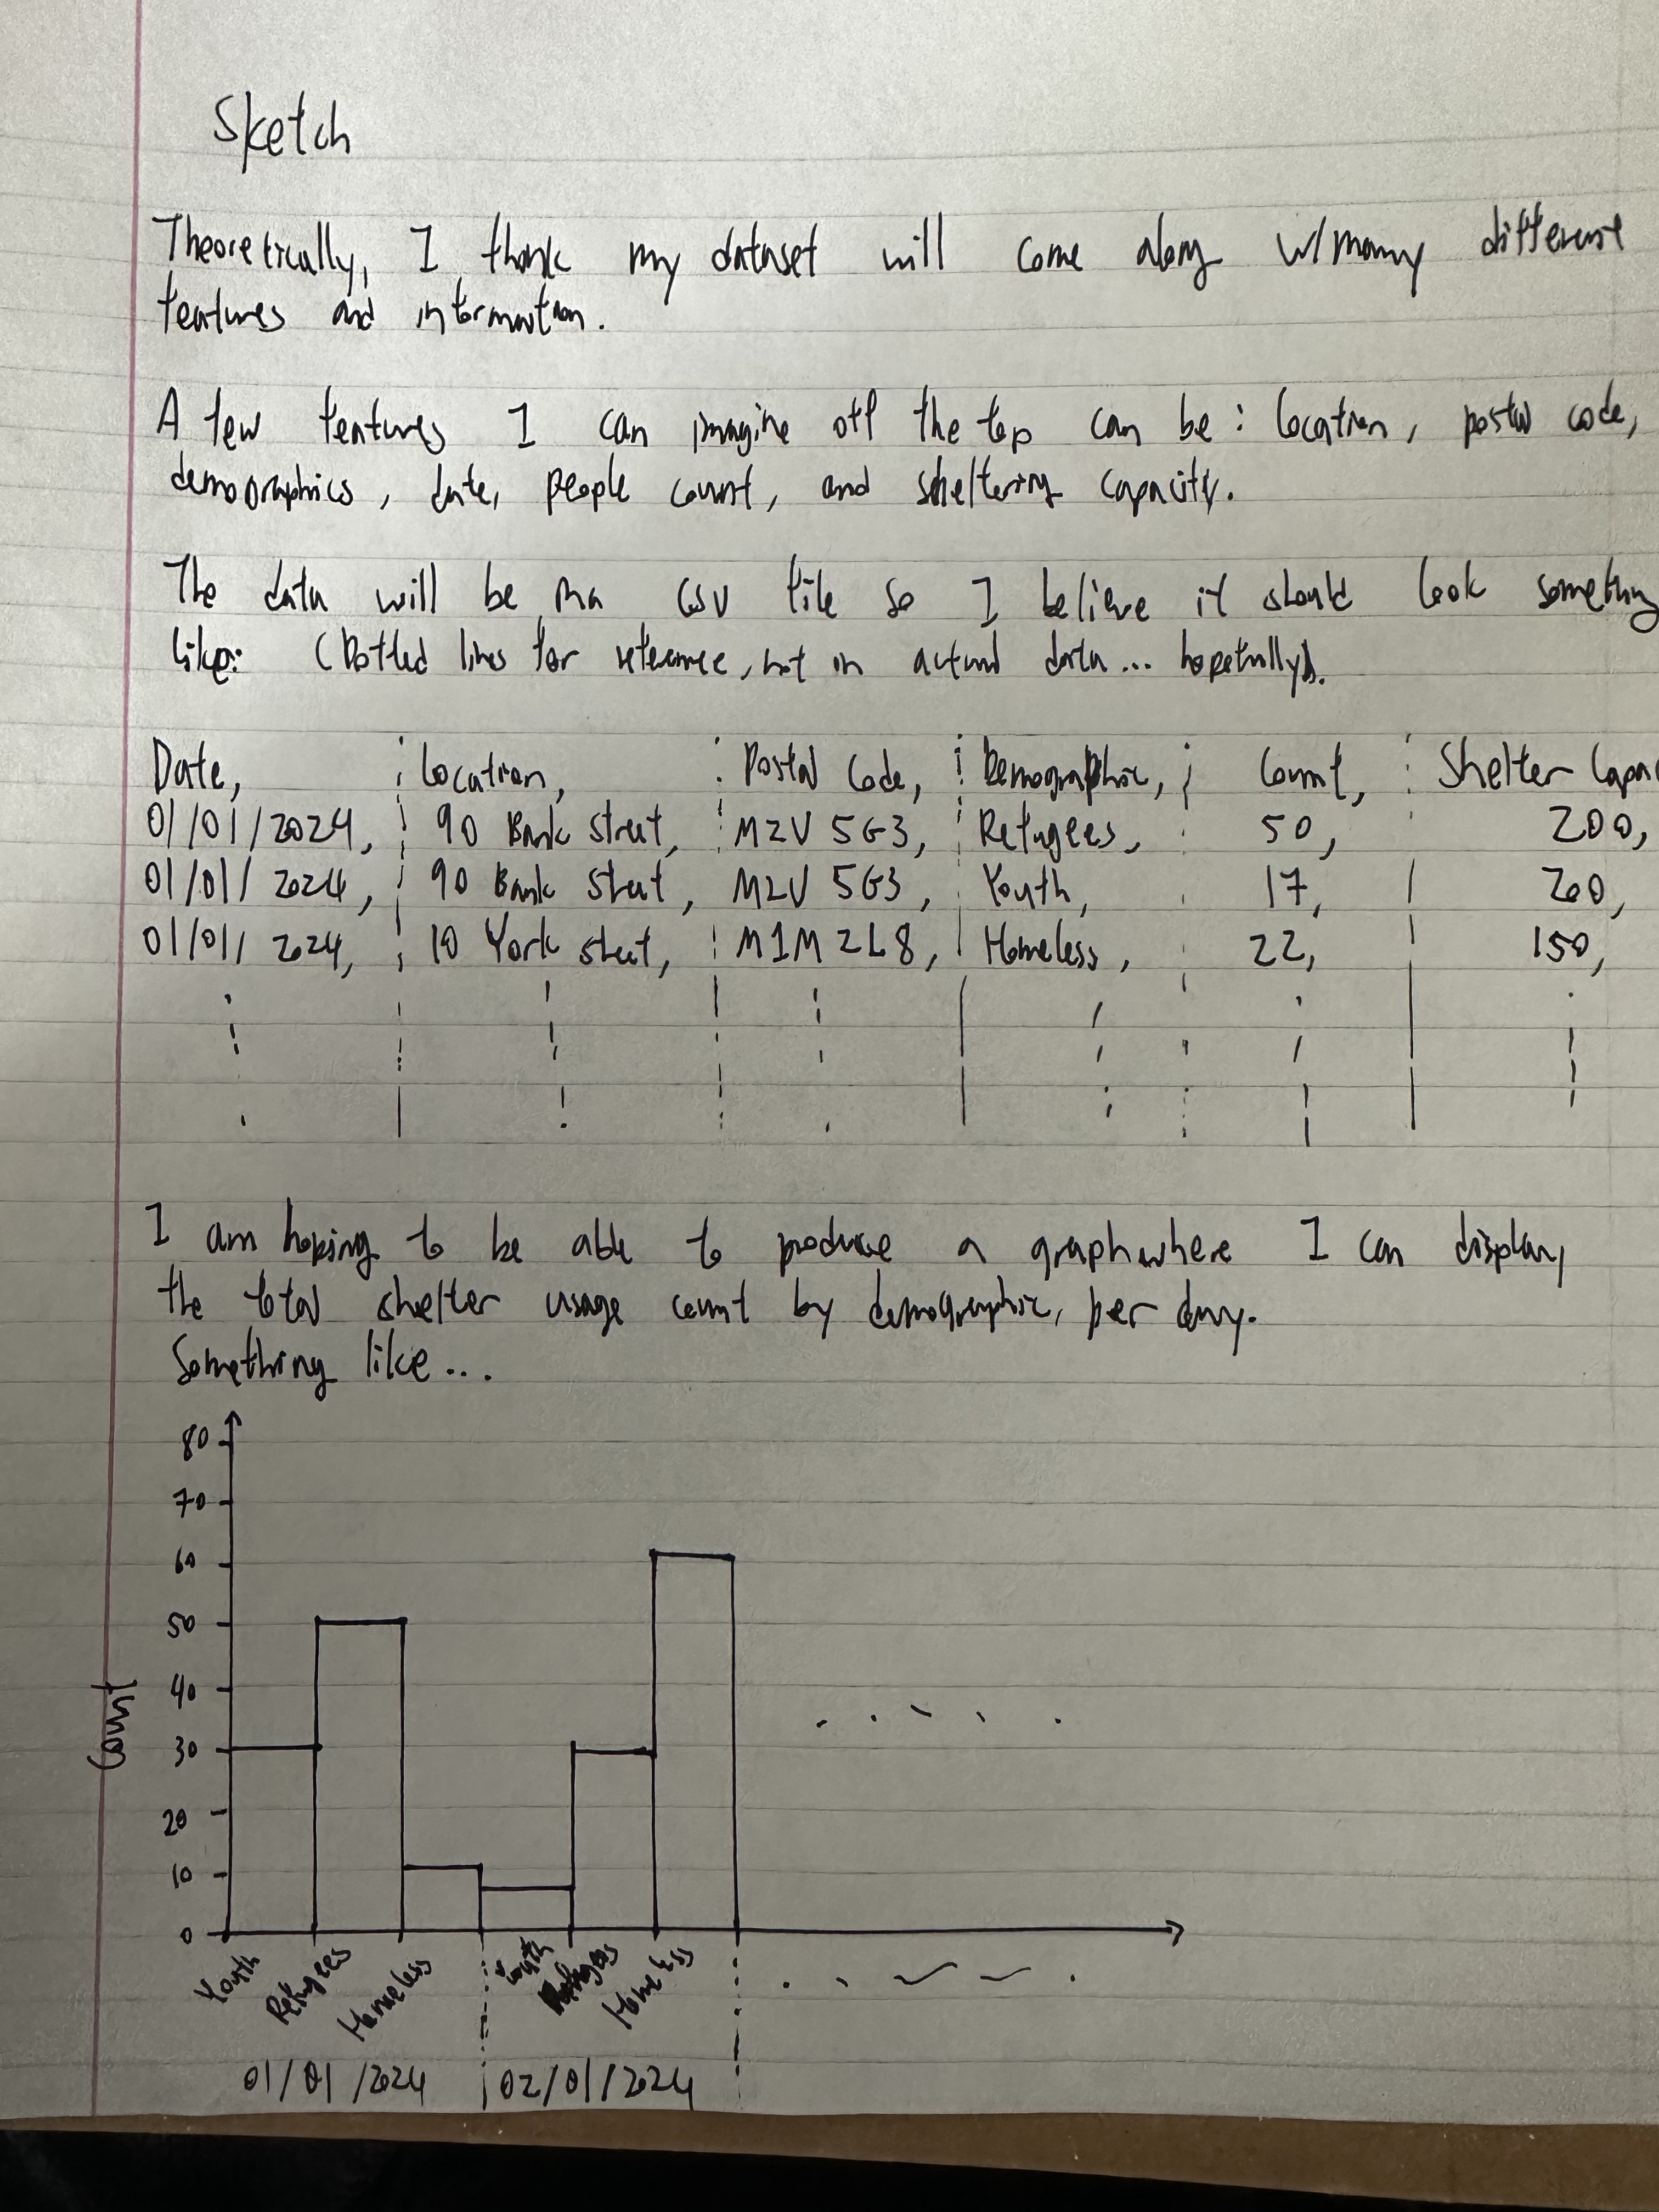 Sketch
Theoretically, I think my dataset will come along w/many different
features and information.
A few features I can imagine off the top can be: location, postal code,
demographics, date, people count, and sheltering capacity.
The data will be in a CSV file so I believe it should look something
like: (Dotted lines for reference, not in actual data... hopefully).
Date, Location, Postal Code, Demographic, Count, Shelter Capac
01/01/2024, 90 Bank Street, M2V 5G3, Refugees, 50, 200,
01/01/2024, 90 Bank Street, M2V 5G3, Youth, 17, 200,
01/01/2024, 10 York Street, M1M 2L8, Homeless, 22, 150,
I am hoping to be able to produce a graph where I can display
the total shelter usage count by demographic, per day.
Something like...
80
70
60
50
40
30
20
10
0
Count
Youth Refugees Homeless Youth Refugees Homeless
01/01/2024 02/01/2024